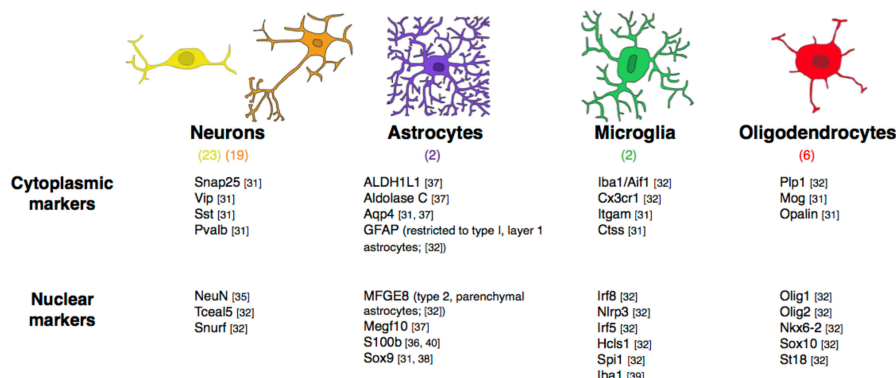 Neurons Astrocytes Microglia Oligodendrocytes
(23) (19) (2) (2) (6)
Cytoplasmic markers
Snap25 [31]
Vip [31]
Sst [31]
Pvalb [31]
ALDH1L1 [37]
Aldolase C [37]
Aqp4 [31, 37]
GFAP (restricted to type I, layer 1
astrocytes; [32])
Iba1/Aif1 [32]
Cx3cr1 [32]
Itgam [31]
Ctss [31]
Plp1 [32]
Mog [31]
Opalin [31]
Nuclear markers
NeuN [35]
Tceal5 [32]
Snurf [32]
MFGE8 (type 2, parenchymal
astrocytes; [32])
Megf10 [37]
S100b [36, 40]
Sox9 [31, 38]
Irf8 [32]
Nlrp3 [32]
Irf5 [32]
Hcls1 [32]
Spi1 [32]
Iba1 [39]
Olig1 [32]
Olig2 [32]
Nkx6-2 [32]
Sox10 [32]
St18 [32]